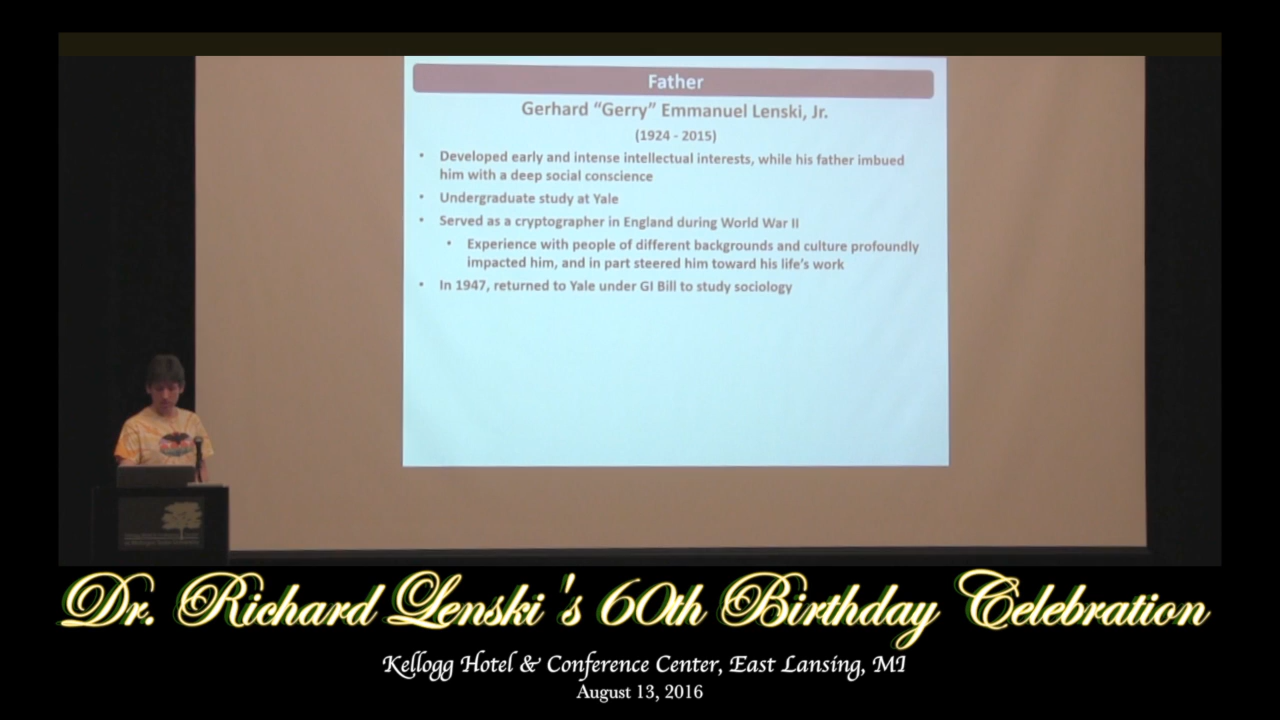 Father
Gerhard “Gerry” Emmanuel Lenski, Jr.
(1924 - 2015)
• Developed early and intense intellectual interests, while his father imbued
him with a deep social conscience
• Undergraduate study at Yale
• Served as a cryptographer in England during World War II
• Experience with people of different backgrounds and culture profoundly
impacted him, and in part steered him toward his life’s work
• In 1947, returned to Yale under GI Bill to study sociology
Dr. Richard Lenski's 60th Birthday Celebration
Kellogg Hotel & Conference Center, East Lansing, MI
August 13, 2016